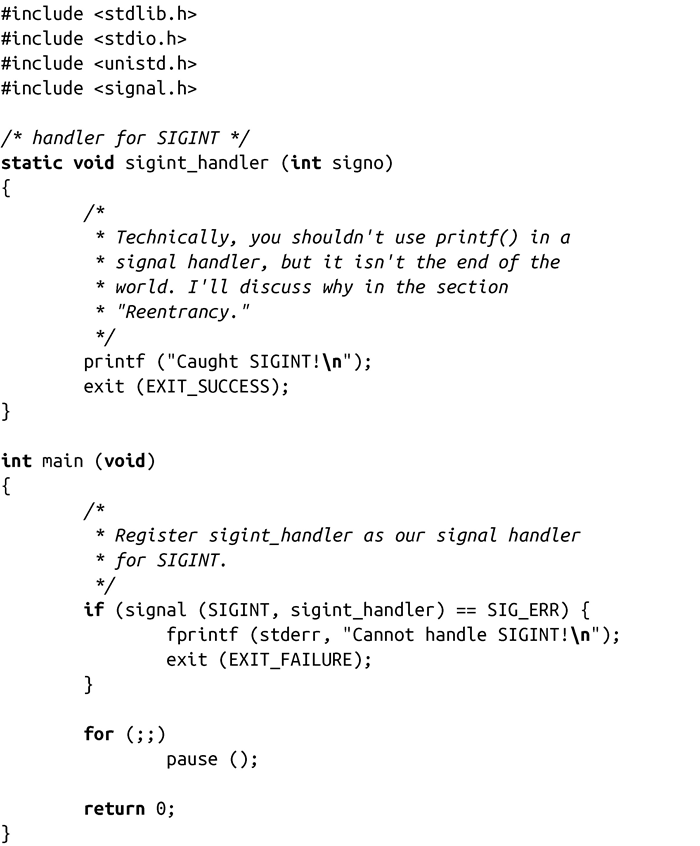 #include <stdlib.h>
#include <stdio.h>
#include <unistd.h>
#include <signal.h>

/* handler for SIGINT */
static void sigint_handler (int signo)
{
        /*
         * Technically, you shouldn't use printf() in a
         * signal handler, but it isn't the end of the
         * world. I'll discuss why in the section
         * "Reentrancy."
         */
        printf ("Caught SIGINT!\n");
        exit (EXIT_SUCCESS);
}

int main (void)
{
        /*
         * Register sigint_handler as our signal handler
         * for SIGINT.
         */
        if (signal (SIGINT, sigint_handler) == SIG_ERR) {
                fprintf (stderr, "Cannot handle SIGINT!\n");
                exit (EXIT_FAILURE);
        }

        for (;;)
                pause ();

        return 0;
}